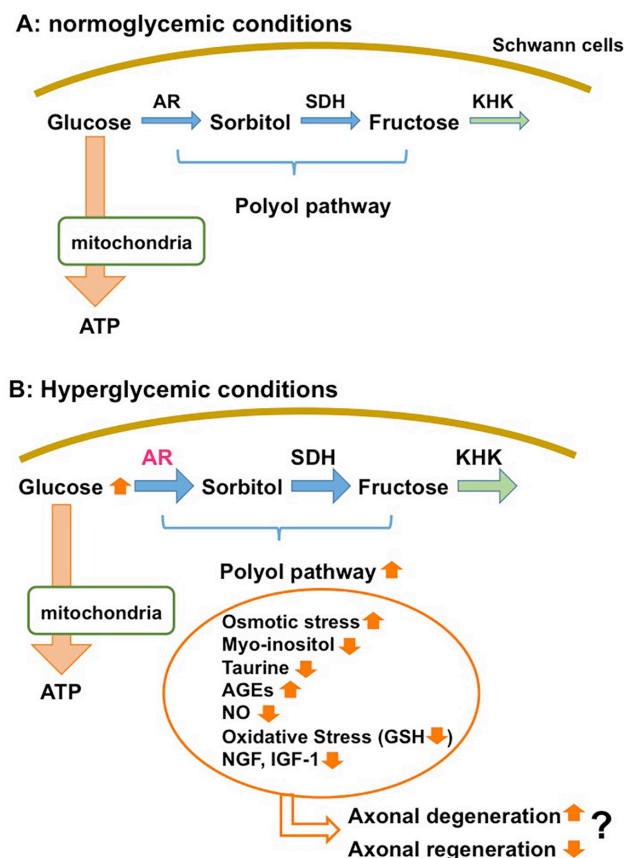 A: normoglycemic conditions
Schwann cells
AR SDH KHK
Glucose Sorbitol Fructose
Polyol pathway
mitochondria
ATP
B: Hyperglycemic conditions
AR SDH KHK
Glucose Sorbitol Fructose
Polyol pathway
mitochondria
ATP
Osmotic stress
Myo-inositol
Taurine
AGEs
NO
Oxidative Stress (GSH )
NGF, IGF-1
Axonal degeneration
Axonal regeneration
?